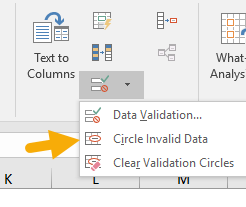 Text to
Columns
What-
Analys
Data Validation...
Circle Invalid Data
Clear Validation Circles
K L M